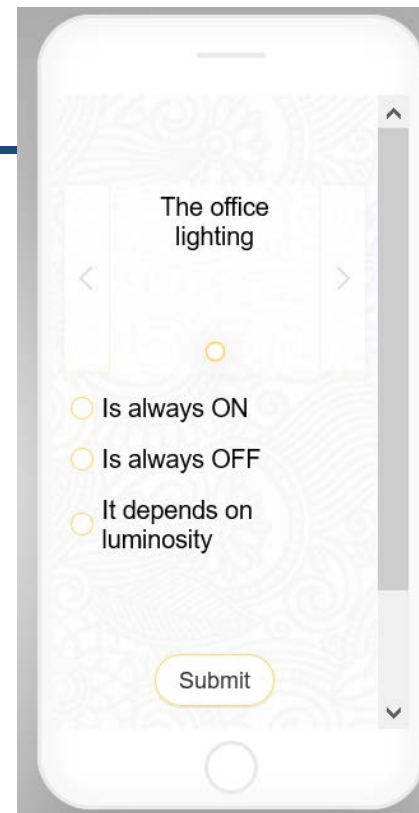 The office
lighting
Is always ON
Is always OFF
It depends on
luminosity
Submit